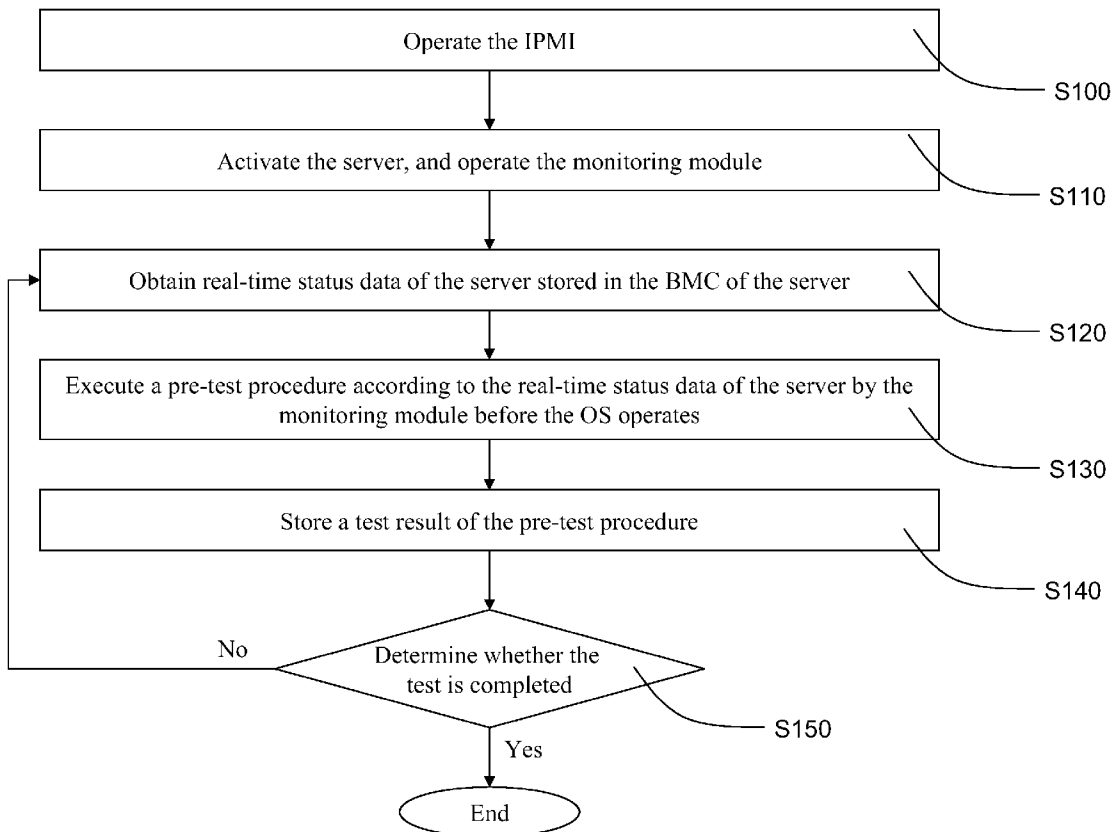 Operate the IPMI
S100
Activate the server, and operate the monitoring module
S110
Obtain real-time status data of the server stored in the BMC of the server
S120
Execute a pre-test procedure according to the real-time status data of the server by the
monitoring module before the OS operates
S130
Store a test result of the pre-test procedure
S140
No
Determine whether the
test is completed
S150
Yes
End